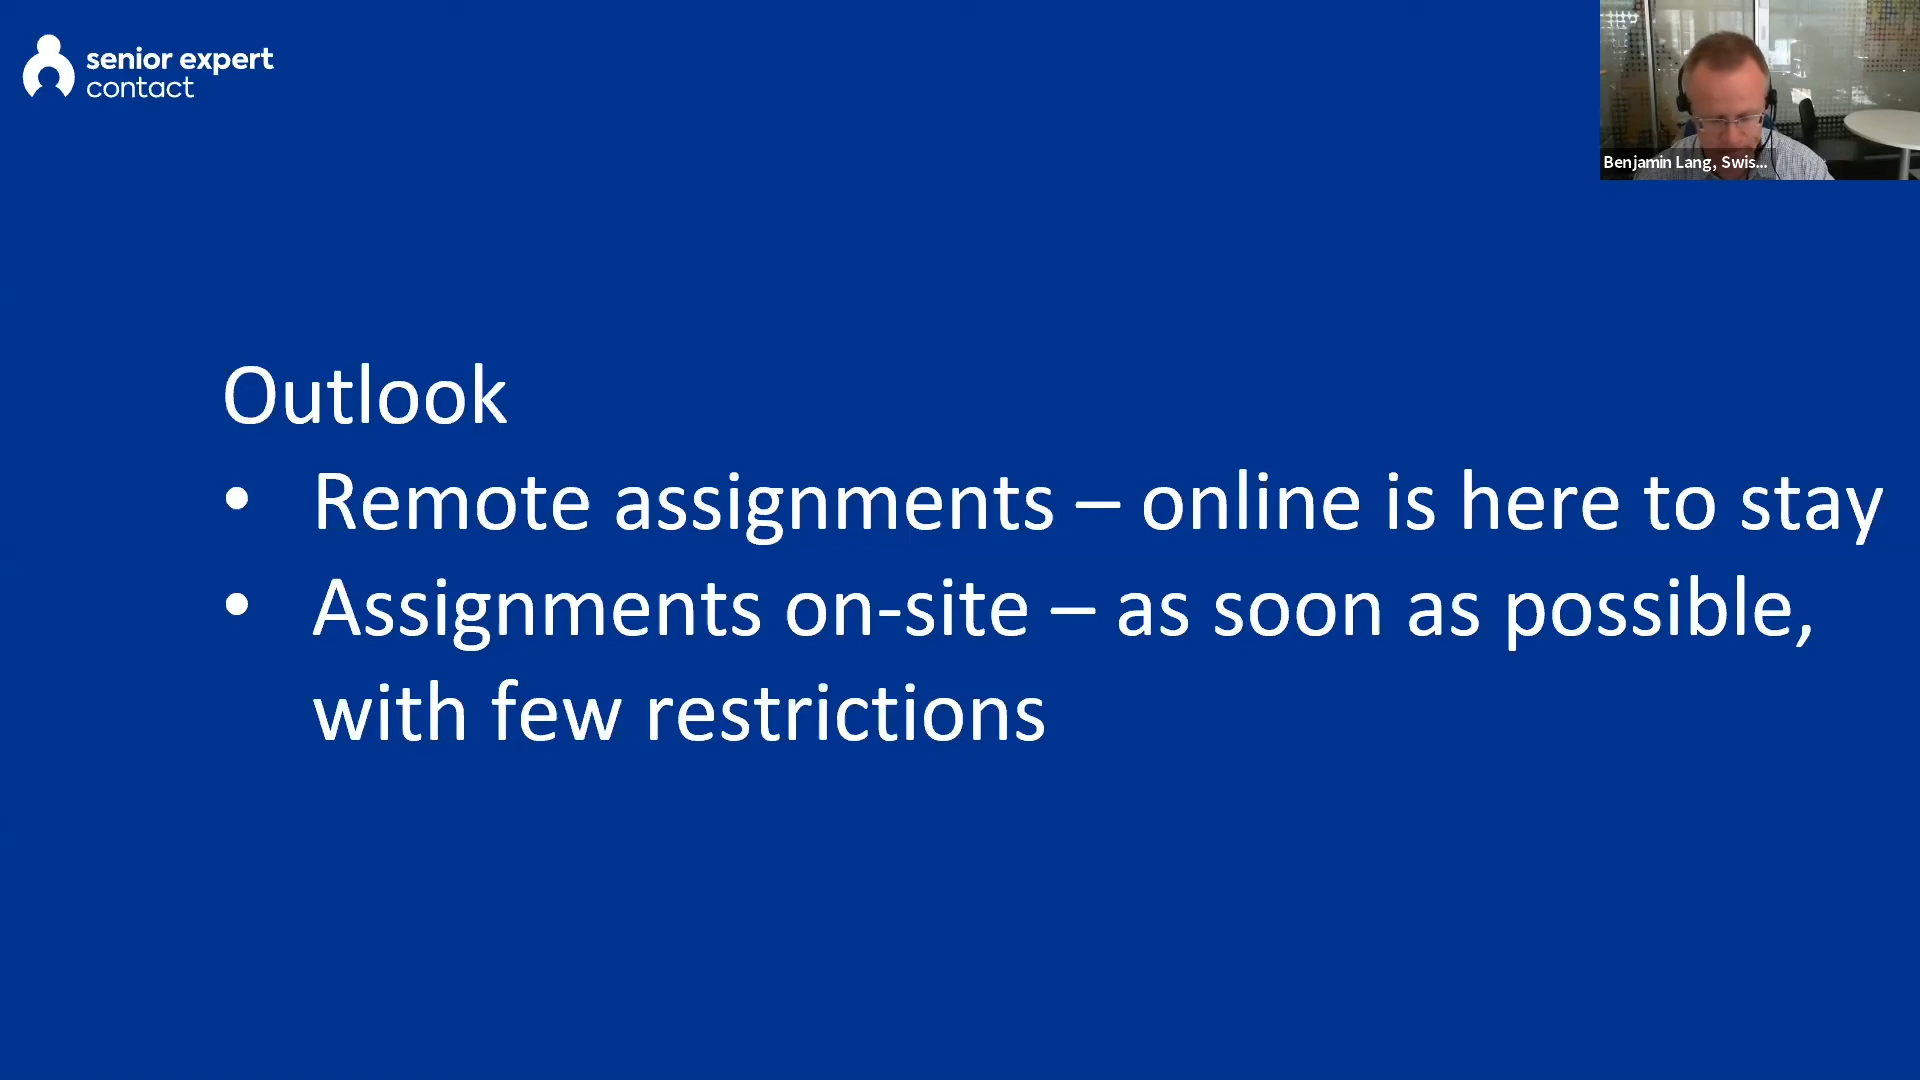 senior expert
contact
Benjamin Lang, Swis...
Outlook
• Remote assignments – online is here to stay
• Assignments on-site – as soon as possible,
with few restrictions